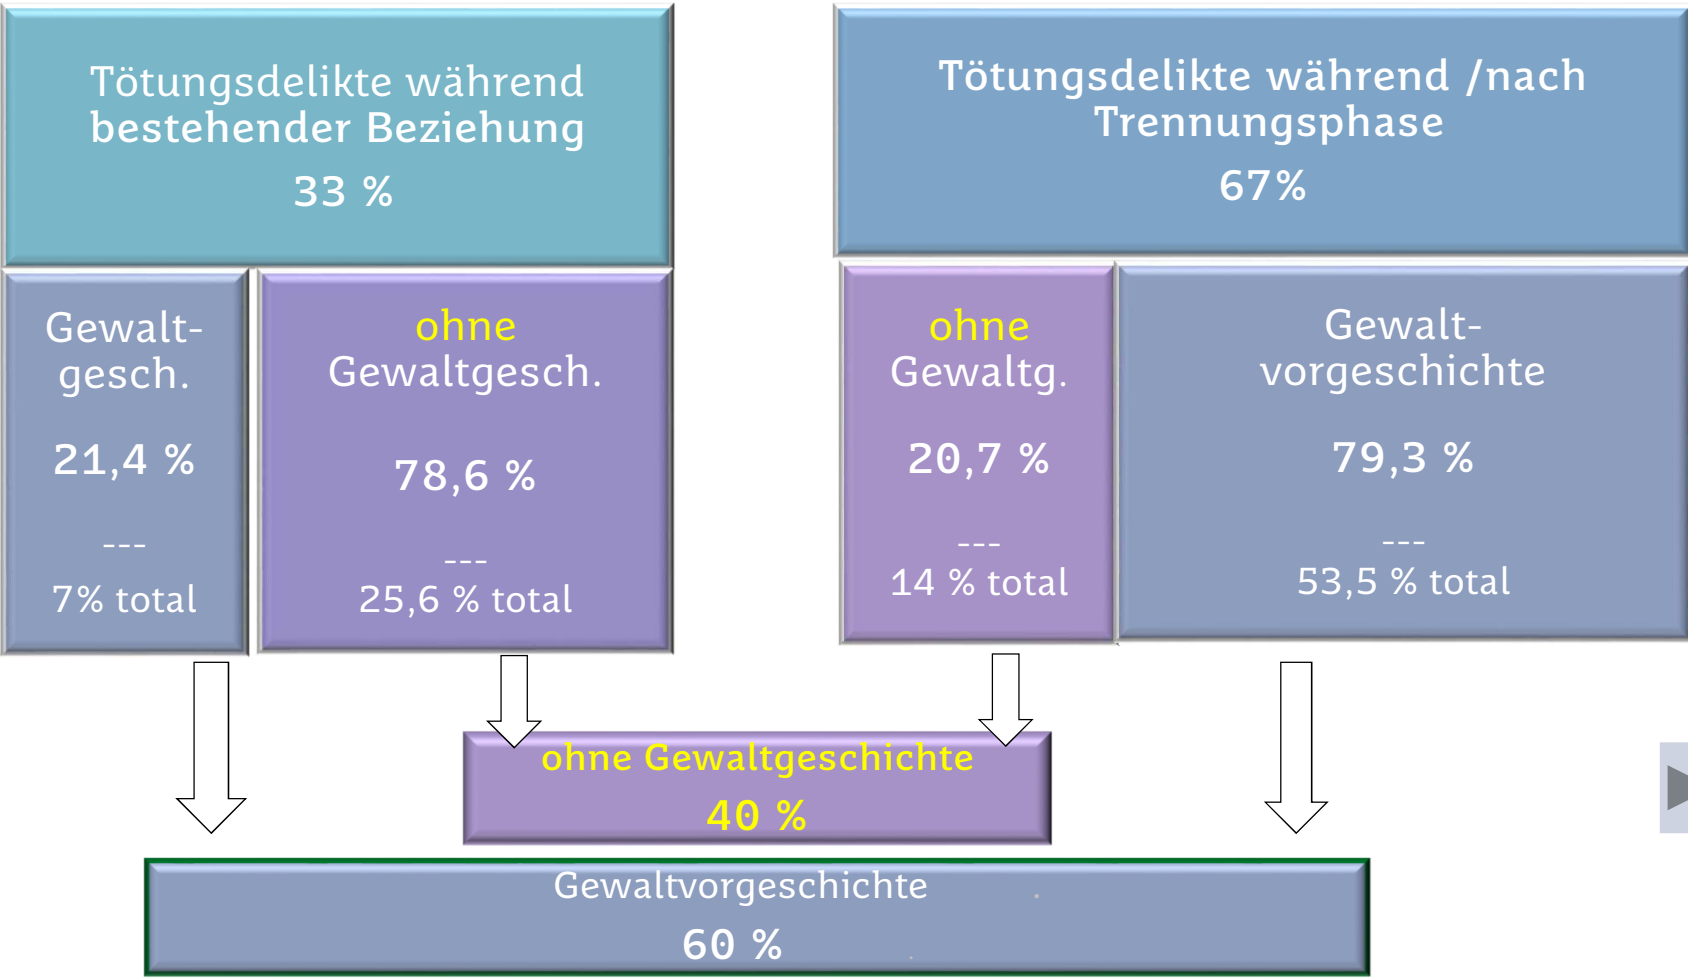 Tötungsdelikte während
bestehender Beziehung
33 %
Tötungsdelikte während /nach
Trennungsphase
67%
Gewalt-
gesch.
21,4 %
---
7% total
ohne
Gewaltgesch.
78,6 %
---
25,6 % total
ohne
Gewaltg.
20,7 %
---
14 % total
Gewalt-
vorgeschichte
79,3 %
---
53,5 % total
ohne Gewaltgeschichte
40 %
Gewaltvorgeschichte
60 %